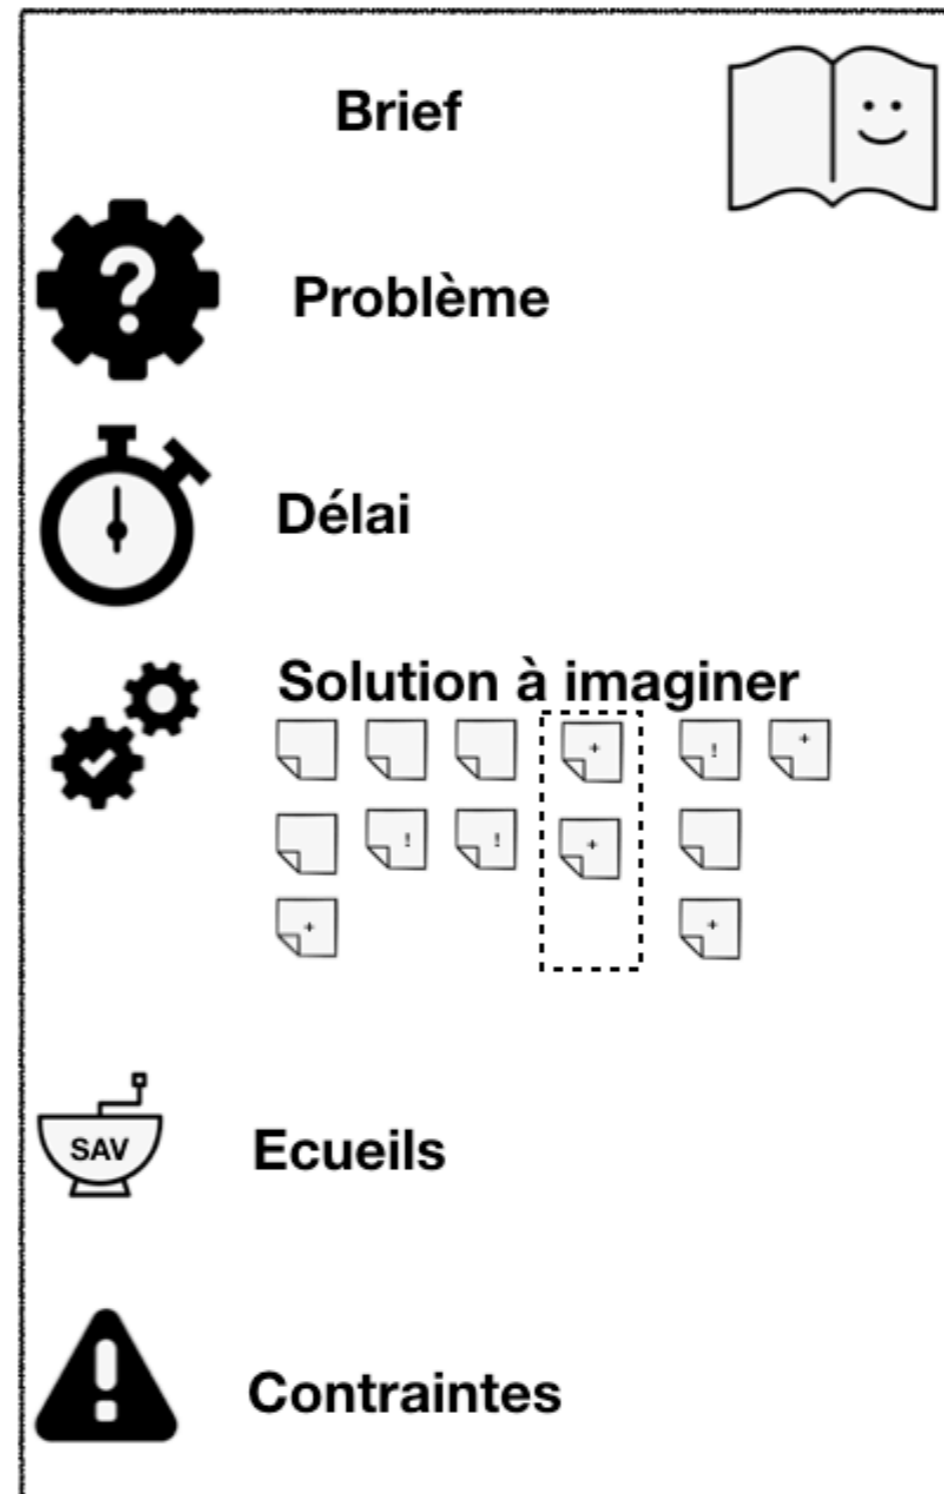 Brief
?
Problème
Délai
Solution à imaginer
+ ! +
! ! +
+ +
SAV
Ecueils
!
Contraintes